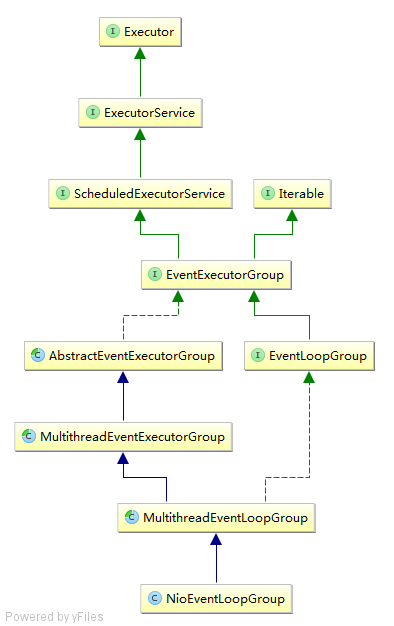 I Executor
I ExecutorService
I ScheduledExecutorService
I Iterable
I EventExecutorGroup
C AbstractEventExecutorGroup
I EventLoopGroup
C MultithreadEventExecutorGroup
C MultithreadEventLoopGroup
C NioEventLoopGroup
Powered by yFiles